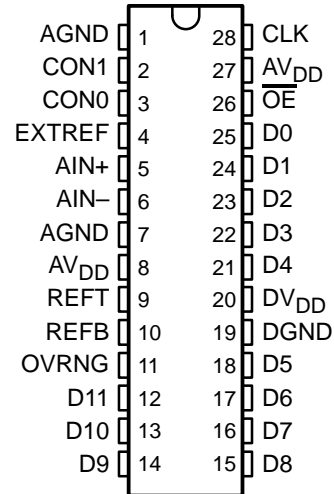 AGND 1 28 CLK
CON1 2 27 AVDD
CON0 3 26 O̅E̅
EXTREF 4 25 D0
AIN+ 5 24 D1
AIN– 6 23 D2
AGND 7 22 D3
AVDD 8 21 D4
REFT 9 20 DVDD
REFB 10 19 DGND
OVRNG 11 18 D5
D11 12 17 D6
D10 13 16 D7
D9 14 15 D8